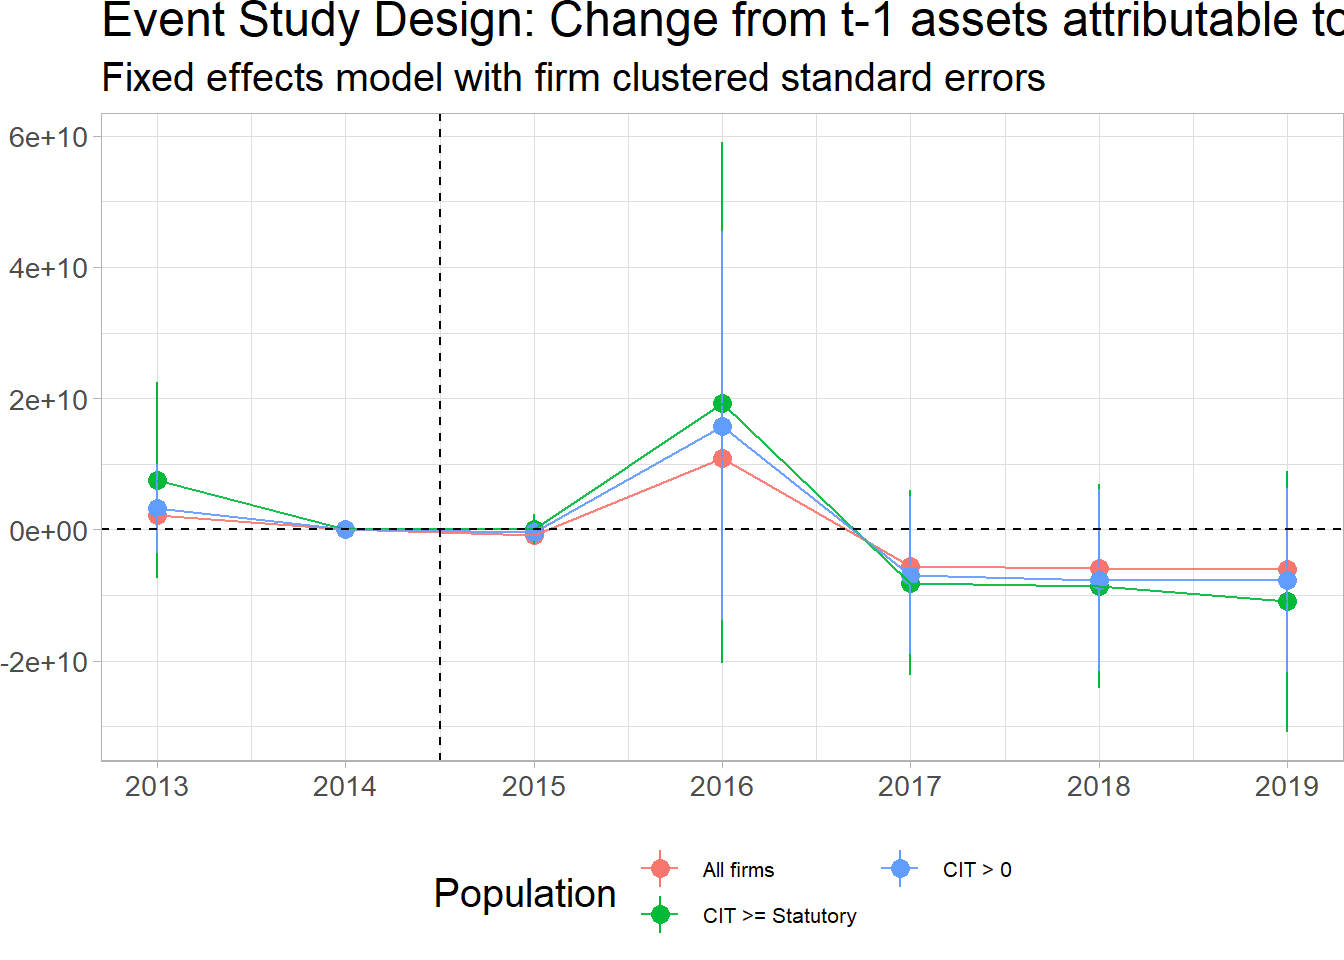 Event Study Design: Change from t-1 assets attributable to
Fixed effects model with firm clustered standard errors
6e+10
4e+10
2e+10
0e+00
-2e+10
2013 2014 2015 2016 2017 2018 2019
Population
All firms
CIT >= Statutory
CIT > 0